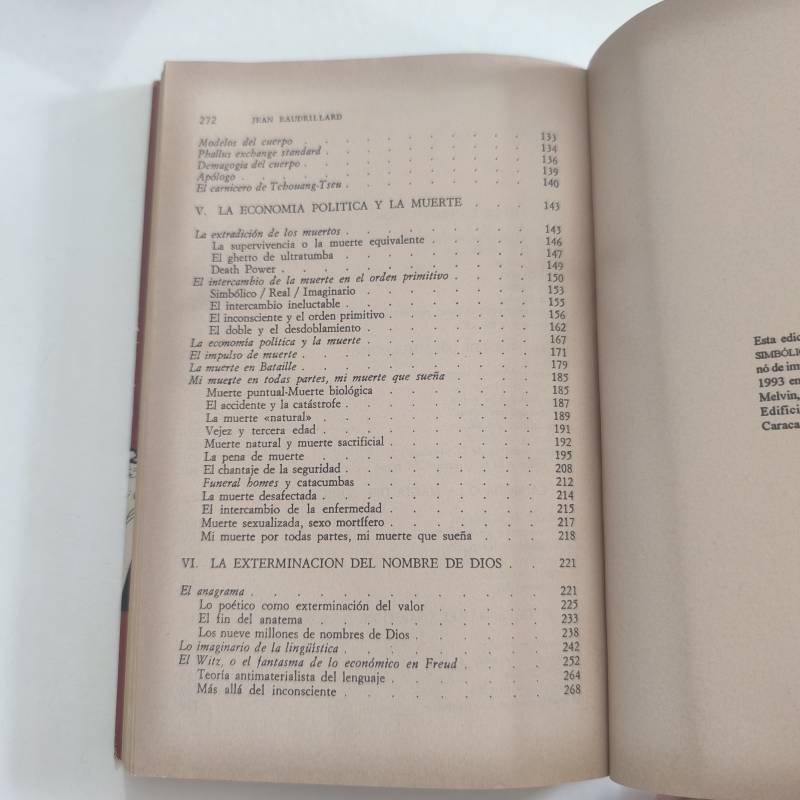 272 JEAN BAUDRILLARD
Modelos del cuerpo . . . . . . . . 133
Phallus exchange standard . . . . . . . . 134
Demagogia del cuerpo . . . . . . . . 136
Apólogo . . . . . . . . 139
El carnicero de Tchouang-Tseu . . . . . . . . 140
V. LA ECONOMIA POLITICA Y LA MUERTE . . . 143
La extradición de los muertos . . . . . . . . 143
La supervivencia o la muerte equivalente . . . . 146
El ghetto de ultratumba . . . . . . . 147
Death Power . . . . . . . . 149
El intercambio de la muerte en el orden primitivo . . . . 150
Simbólico / Real / Imaginario . . . . . . . 153
El intercambio ineluctable . . . . . . . 155
El inconsciente y el orden primitivo . . . . . . 156
El doble y el desdoblamiento . . . . . . . 162
La economía política y la muerte . . . . . . . 167
El impulso de muerte . . . . . . . . 171
La muerte en Bataille . . . . . . . . 179
Mi muerte en todas partes, mi muerte que sueña . . . . 185
Muerte puntual-Muerte biológica . . . . . . 185
El accidente y la catástrofe . . . . . . . 187
La muerte «natural» . . . . . . . . 189
Vejez y tercera edad . . . . . . . . 191
Muerte natural y muerte sacrificial . . . . . . 192
La pena de muerte . . . . . . . . 195
El chantaje de la seguridad . . . . . . . 208
Funeral homes y catacumbas . . . . . . . 212
La muerte desafectada . . . . . . . . 214
El intercambio de la enfermedad . . . . . . 215
Muerte sexualizada, sexo mortífero . . . . . . 217
Mi muerte por todas partes, mi muerte que sueña . . . 218
VI. LA EXTERMINACION DEL NOMBRE DE DIOS . . 221
El anagrama . . . . . . . . . 221
Lo poético como exterminación del valor . . . . 225
El fin del anatema . . . . . . . . 233
Los nueve millones de nombres de Dios . . . . . 238
Lo imaginario de la lingüística . . . . . . . 242
El Witz, o el fantasma de lo económico en Freud . . . . 252
Teoría antimaterialista del lenguaje . . . . . . 264
Más allá del inconsciente . . . . . . . 268
Esta edic
SIMBÓLIC
nó de im
1993 en
Melvin,
Edifici
Caraca